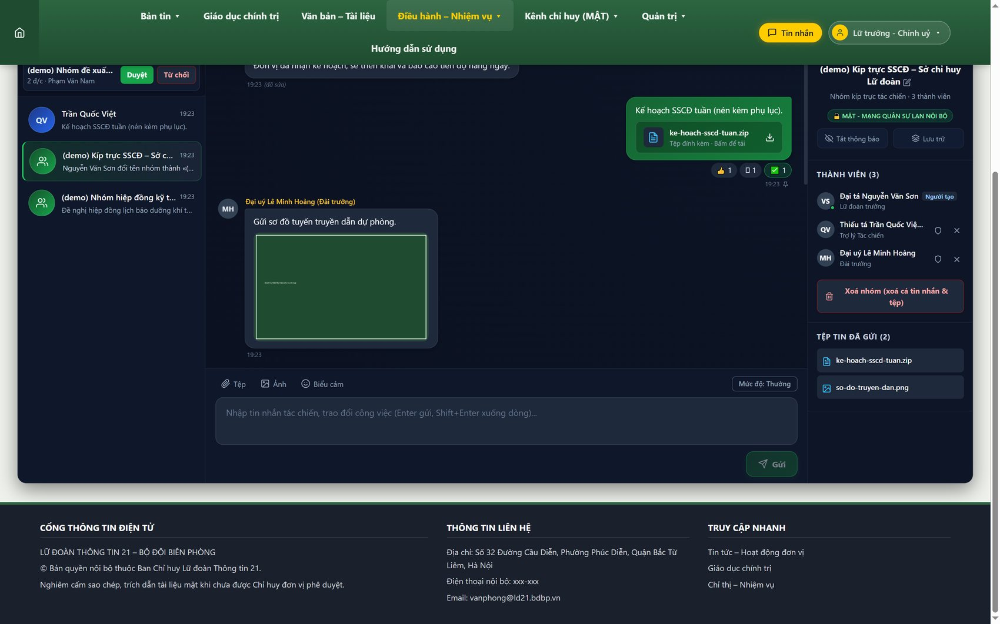 Bản tin
Giáo dục chính trị
Văn bản – Tài liệu
Điều hành – Nhiệm vụ
Kênh chỉ huy (MẬT)
Quản trị
Hướng dẫn sử dụng
Tin nhắn
Lữ trưởng - Chính uỷ
(demo) Nhóm đề xuấ...
2 đ/c · Phạm Văn Nam
Duyệt
Từ chối
Trần Quốc Việt
19:23
Kế hoạch SSCĐ tuần (nén kèm phụ lục).
(demo) Kíp trực SSCĐ – Sở c...
19:23
Nguyễn Văn Sơn đổi tên nhóm thành «(...
(demo) Nhóm hiệp đồng kỹ t...
19:23
Đề nghị hiệp đồng lịch bảo dưỡng khí t...
Đơn vị đã nhận kế hoạch, sẽ triển khai và báo cáo tiến độ hàng ngày.
19:23 (đã sửa)
Kế hoạch SSCĐ tuần (nén kèm phụ lục).
ke-hoach-sscd-tuan.zip
Tệp đính kèm · Bấm để tải
👍 1
1
✅ 1
19:23
MH
Đại uý Lê Minh Hoàng (Đài trưởng)
Gửi sơ đồ tuyến truyền dẫn dự phòng.
19:23
Tệp
Ảnh
Biểu cảm
Mức độ: Thường
Nhập tin nhắn tác chiến, trao đổi công việc (Enter gửi, Shift+Enter xuống dòng)...
Gửi
(demo) Kíp trực SSCĐ – Sở chỉ huy
Lữ đoàn
Nhóm kíp trực tác chiến · 3 thành viên
🔒 MẬT - MẠNG QUÂN SỰ LAN NỘI BỘ
Tắt thông báo
Lưu trữ
THÀNH VIÊN (3)
VS
Đại tá Nguyễn Văn Sơn
Người tạo
Lữ đoàn trưởng
QV
Thiếu tá Trần Quốc Việ...
Trợ lý Tác chiến
MH
Đại uý Lê Minh Hoàng
Đài trưởng
Xoá nhóm (xoá cả tin nhắn &
tệp)
TỆP TIN ĐÃ GỬI (2)
ke-hoach-sscd-tuan.zip
so-do-truyen-dan.png
QV
CỔNG THÔNG TIN ĐIỆN TỬ
LỮ ĐOÀN THÔNG TIN 21 – BỘ ĐỘI BIÊN PHÒNG
© Bản quyền nội bộ thuộc Ban Chỉ huy Lữ đoàn Thông tin 21.
Nghiêm cấm sao chép, trích dẫn tài liệu mật khi chưa được Chỉ huy đơn vị phê duyệt.
THÔNG TIN LIÊN HỆ
Địa chỉ: Số 32 Đường Cầu Diễn, Phường Phúc Diễn, Quận Bắc Từ
Liêm, Hà Nội
Điện thoại nội bộ: xxx-xxx
Email: vanphong@ld21.bdbp.vn
TRUY CẬP NHANH
Tin tức – Hoạt động đơn vị
Giáo dục chính trị
Chỉ thị – Nhiệm vụ